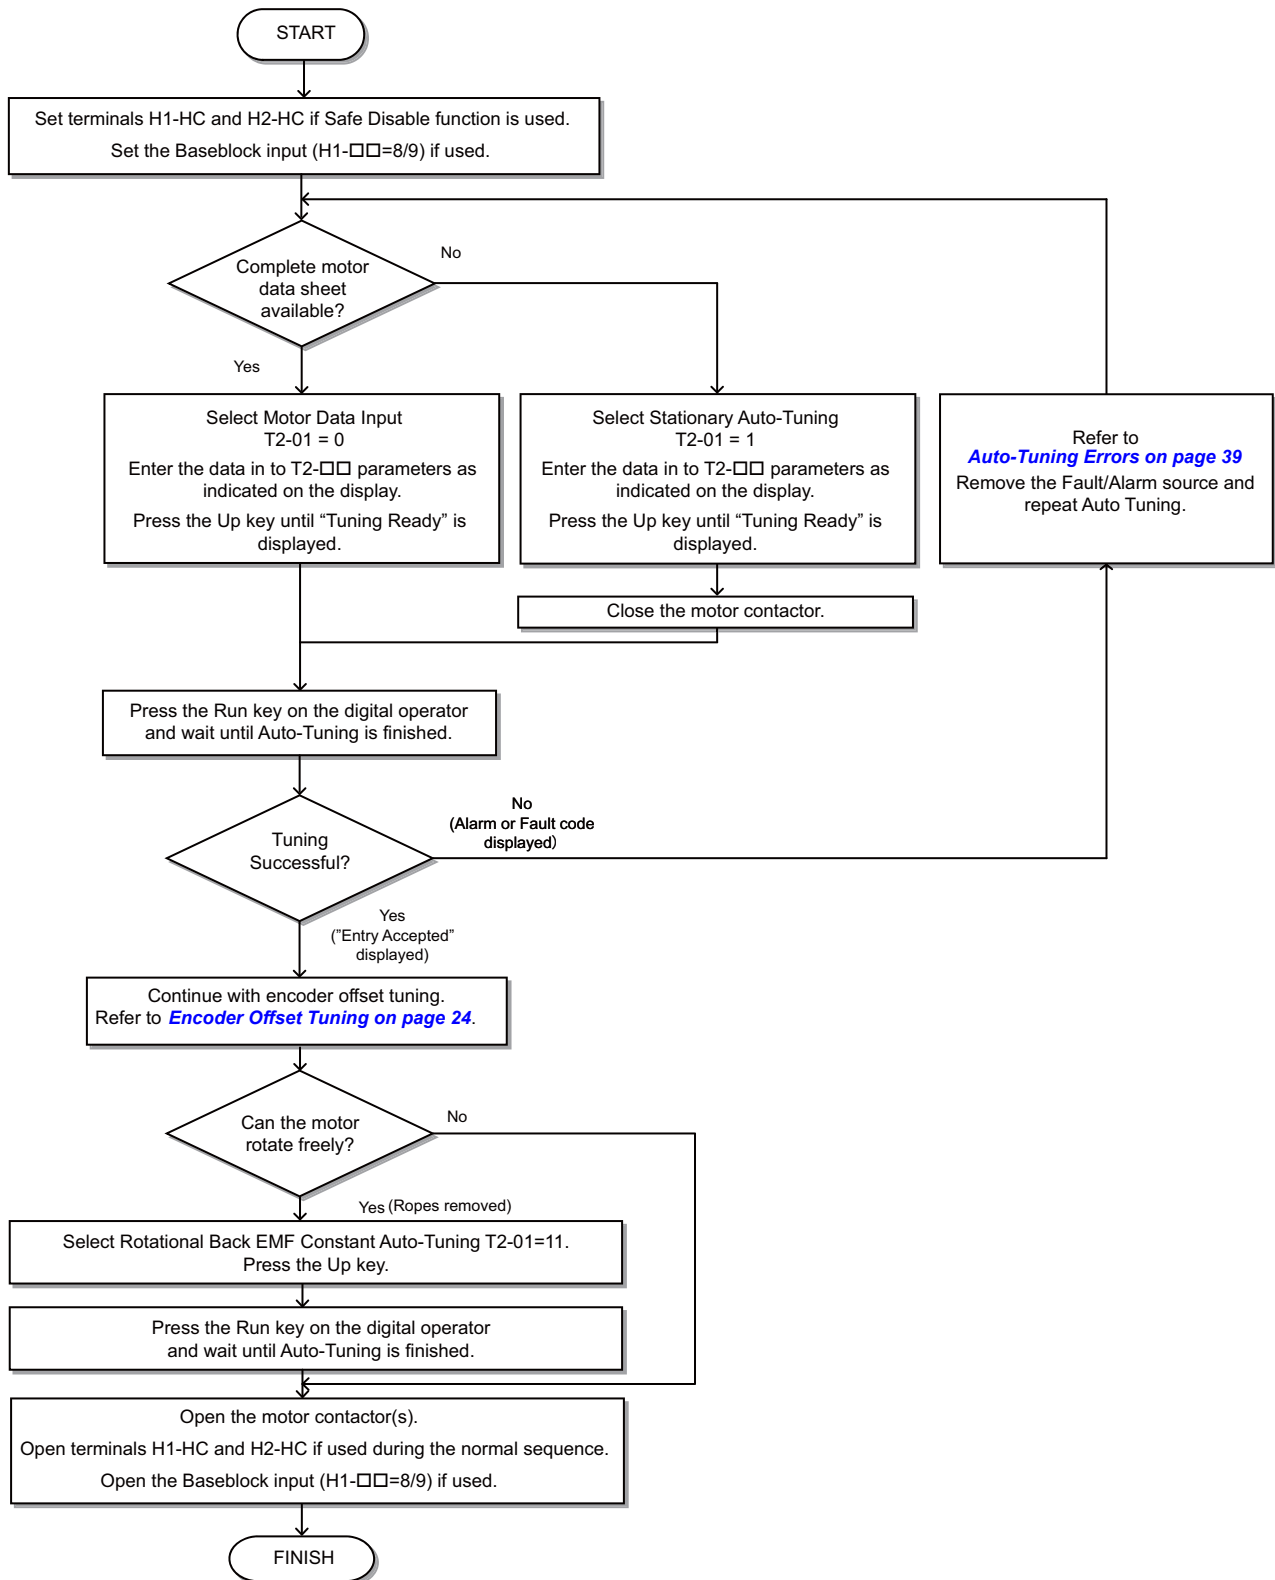 START
Set terminals H1-HC and H2-HC if Safe Disable function is used.
Set the Baseblock input (H1-□□=8/9) if used.
Complete motor
data sheet
available?
No
Yes
Select Motor Data Input
T2-01 = 0
Enter the data in to T2-□□ parameters as
indicated on the display.
Press the Up key until “Tuning Ready” is
displayed.
Select Stationary Auto-Tuning
T2-01 = 1
Enter the data in to T2-□□ parameters as
indicated on the display.
Press the Up key until “Tuning Ready” is
displayed.
Refer to
Auto-Tuning Errors on page 39
Remove the Fault/Alarm source and
repeat Auto Tuning.
Close the motor contactor.
Press the Run key on the digital operator
and wait until Auto-Tuning is finished.
Tuning
Successful?
No
(Alarm or Fault code
displayed)
Yes
(”Entry Accepted”
displayed)
Continue with encoder offset tuning.
Refer to Encoder Offset Tuning on page 24.
Can the motor
rotate freely?
No
Yes (Ropes removed)
Select Rotational Back EMF Constant Auto-Tuning T2-01=11.
Press the Up key.
Press the Run key on the digital operator
and wait until Auto-Tuning is finished.
Open the motor contactor(s).
Open terminals H1-HC and H2-HC if used during the normal sequence.
Open the Baseblock input (H1-□□=8/9) if used.
FINISH